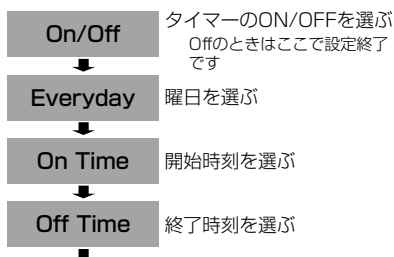 On/Off
タイマーのON/OFFを選ぶ
Offのときはここで設定終了
です
Everyday
曜日を選ぶ
On Time
開始時刻を選ぶ
Off Time
終了時刻を選ぶ